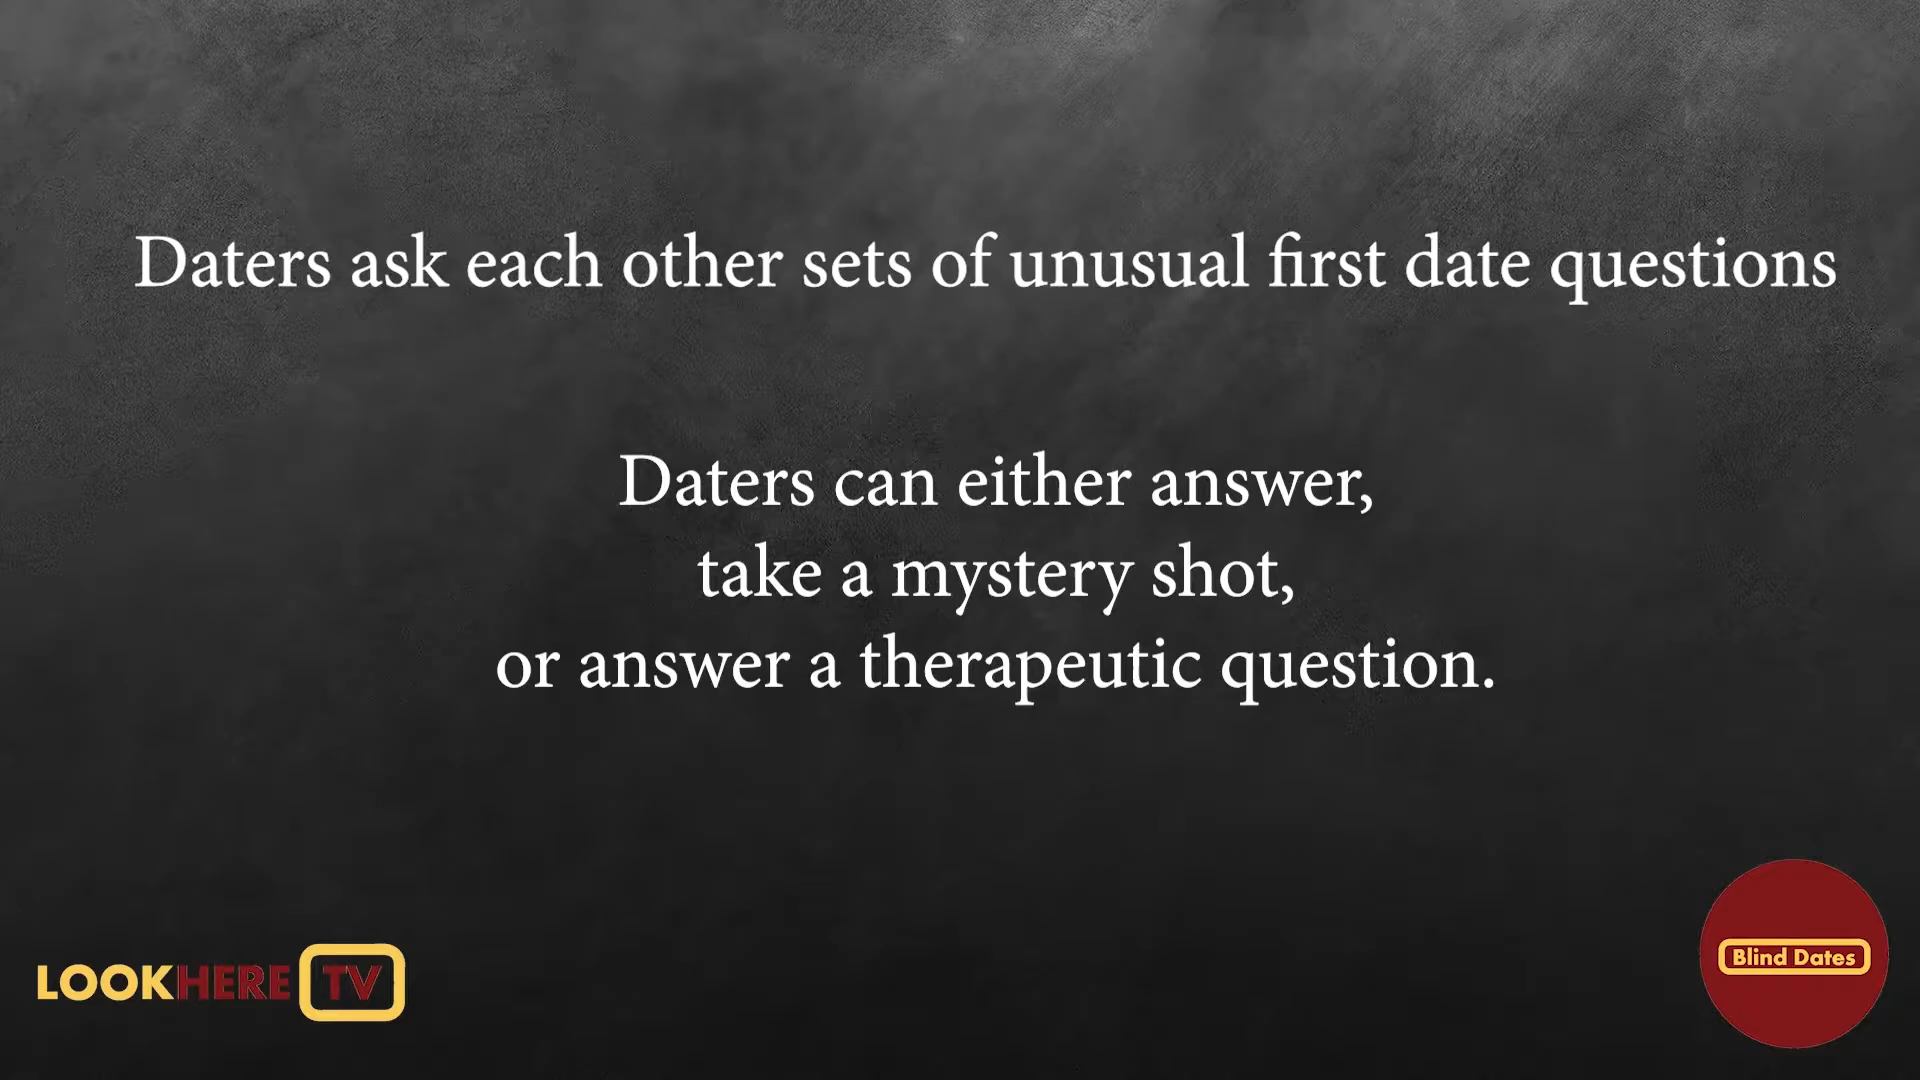 Daters ask each other sets of unusual first date questions
Daters can either answer,
take a mystery shot,
or answer a therapeutic question.
LOOKHERE TV
Blind Dates